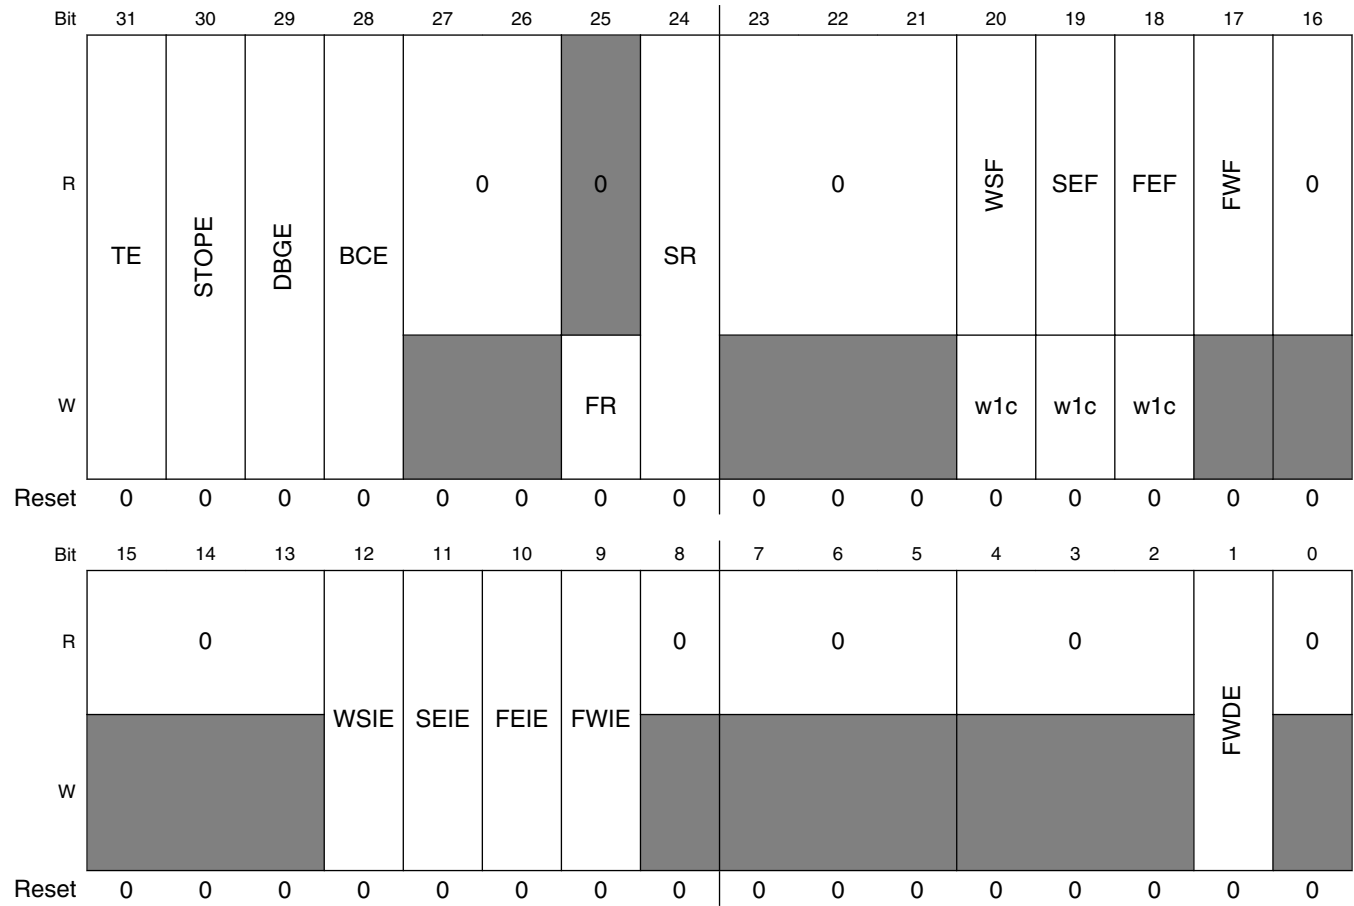 Bit 31 30 29 28 27 26 25 24 23 22 21 20 19 18 17 16
R 0 0 0 WSF SEF FEF FWF 0
TE STOPE DBGE BCE SR
W FR w1c w1c w1c
Reset 0 0 0 0 0 0 0 0 0 0 0 0 0 0 0 0
Bit 15 14 13 12 11 10 9 8 7 6 5 4 3 2 1 0
R 0 0 0 0 0
WSIE SEIE FEIE FWIE FWDE
W
Reset 0 0 0 0 0 0 0 0 0 0 0 0 0 0 0 0